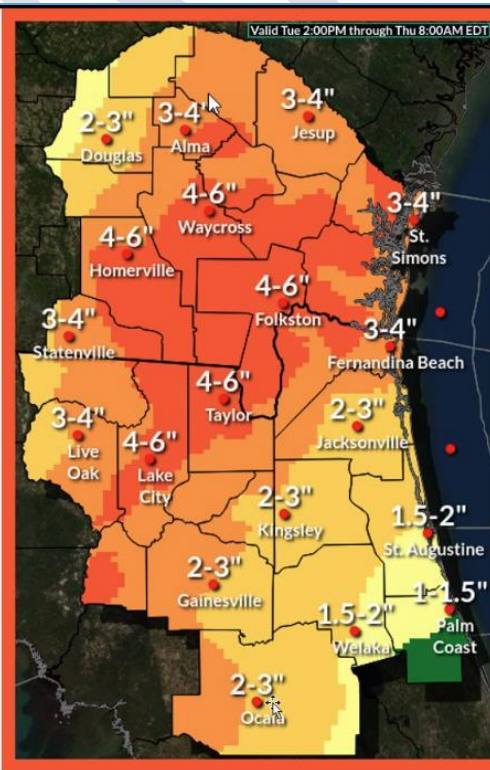 Valid Tue 2:00PM through Thu 8:00AM EDT
3-4"
3-4"
Jesup
2-3"
Alma
Douglas
4-6"
3-4"
Waycross
St.
Simons
4-6"
Homerville
4-6"
Folkston
3-4"
3-4"
Statenville
Fernandina Beach
4-6"
Taylor
3-4"
2-3"
Live
Oak
4-6"
Jacksonville
Lake
City
2-3"
Kingsley
1.5-2"
St. Augustine
2-3"
Gainesville
1-1.5"
1.5-2"
Palm
Coast
Welaka
2-3"
Ocala